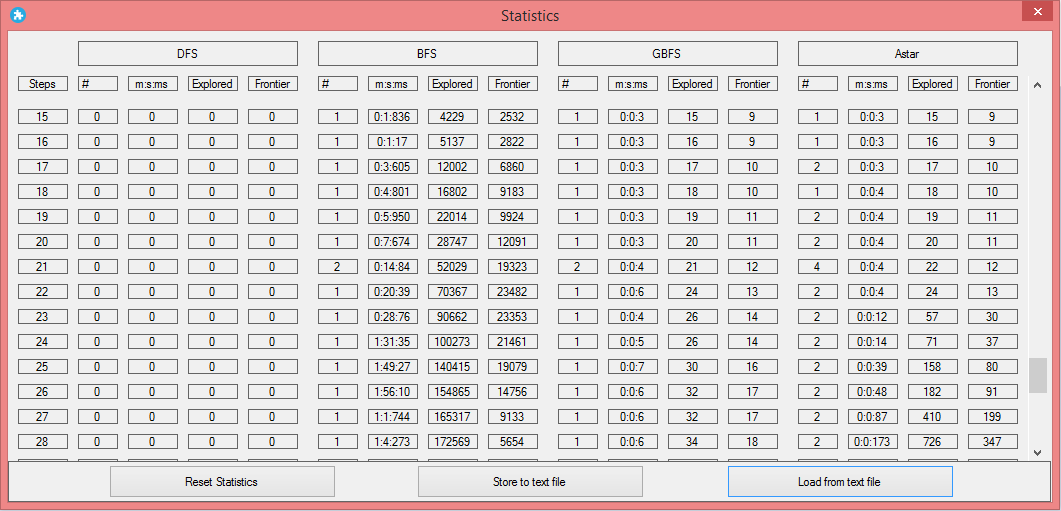 Statistics
DFS BFS GBFS Astar
Steps # m:s:ms Explored Frontier # m:s:ms Explored Frontier # m:s:ms Explored Frontier # m:s:ms Explored Frontier
15 0 0 0 0 1 0:1:836 4229 2532 1 0:0:3 15 9 1 0:0:3 15 9
16 0 0 0 0 1 0:1:17 5137 2822 1 0:0:3 16 9 1 0:0:3 16 9
17 0 0 0 0 1 0:3:605 12002 6860 1 0:0:3 17 10 2 0:0:3 17 10
18 0 0 0 0 1 0:4:801 16802 9183 1 0:0:3 18 10 1 0:0:4 18 10
19 0 0 0 0 1 0:5:950 22014 9924 1 0:0:3 19 11 2 0:0:4 19 11
20 0 0 0 0 1 0:7:674 28747 12091 1 0:0:3 20 11 2 0:0:4 20 11
21 0 0 0 0 2 0:14:84 52029 19323 2 0:0:4 21 12 4 0:0:4 22 12
22 0 0 0 0 1 0:20:39 70367 23482 1 0:0:6 24 13 2 0:0:4 24 13
23 0 0 0 0 1 0:28:76 90662 23353 1 0:0:4 26 14 2 0:0:12 57 30
24 0 0 0 0 1 1:31:35 100273 21461 1 0:0:5 26 14 2 0:0:14 71 37
25 0 0 0 0 1 1:49:27 140415 19079 1 0:0:7 30 16 2 0:0:39 158 80
26 0 0 0 0 1 1:56:10 154865 14756 1 0:0:6 32 17 2 0:0:48 182 91
27 0 0 0 0 1 1:1:744 165317 9133 1 0:0:6 32 17 2 0:0:87 410 199
28 0 0 0 0 1 1:4:273 172569 5654 1 0:0:6 34 18 2 0:0:173 726 347
Reset Statistics Store to text file Load from text file